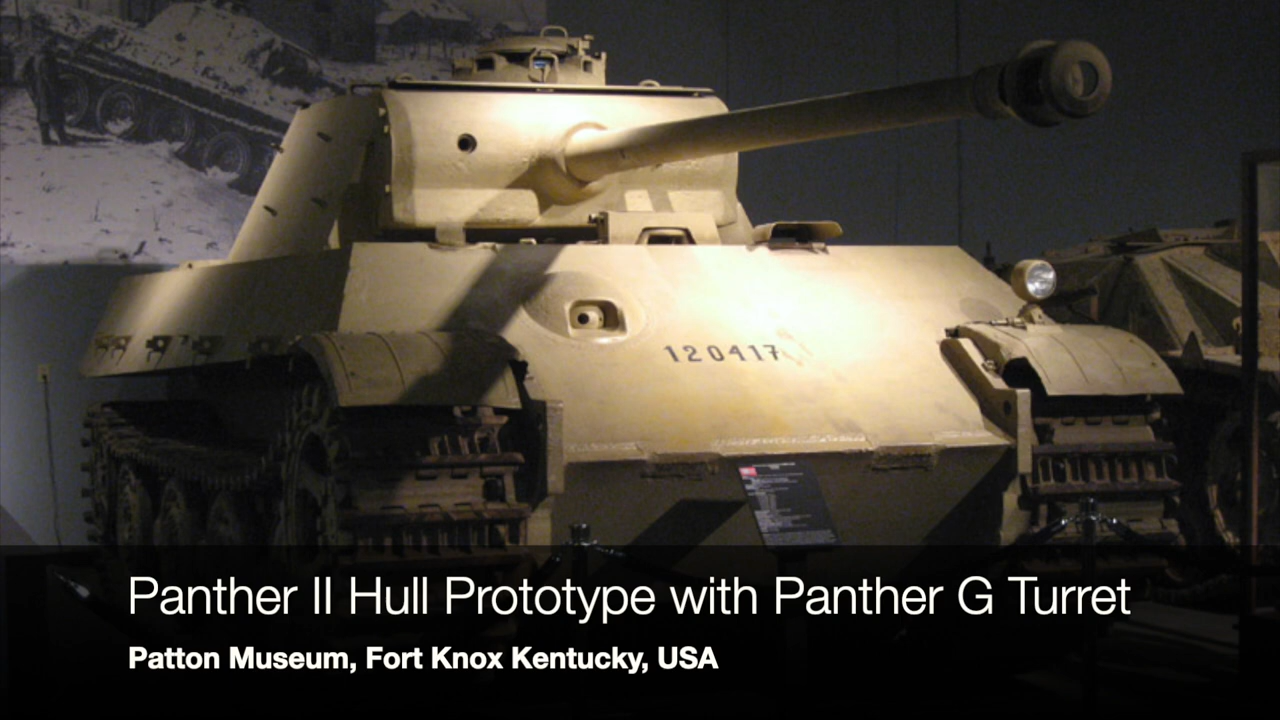 120417
Panther II Hull Prototype with Panther G Turret
Patton Museum, Fort Knox Kentucky, USA